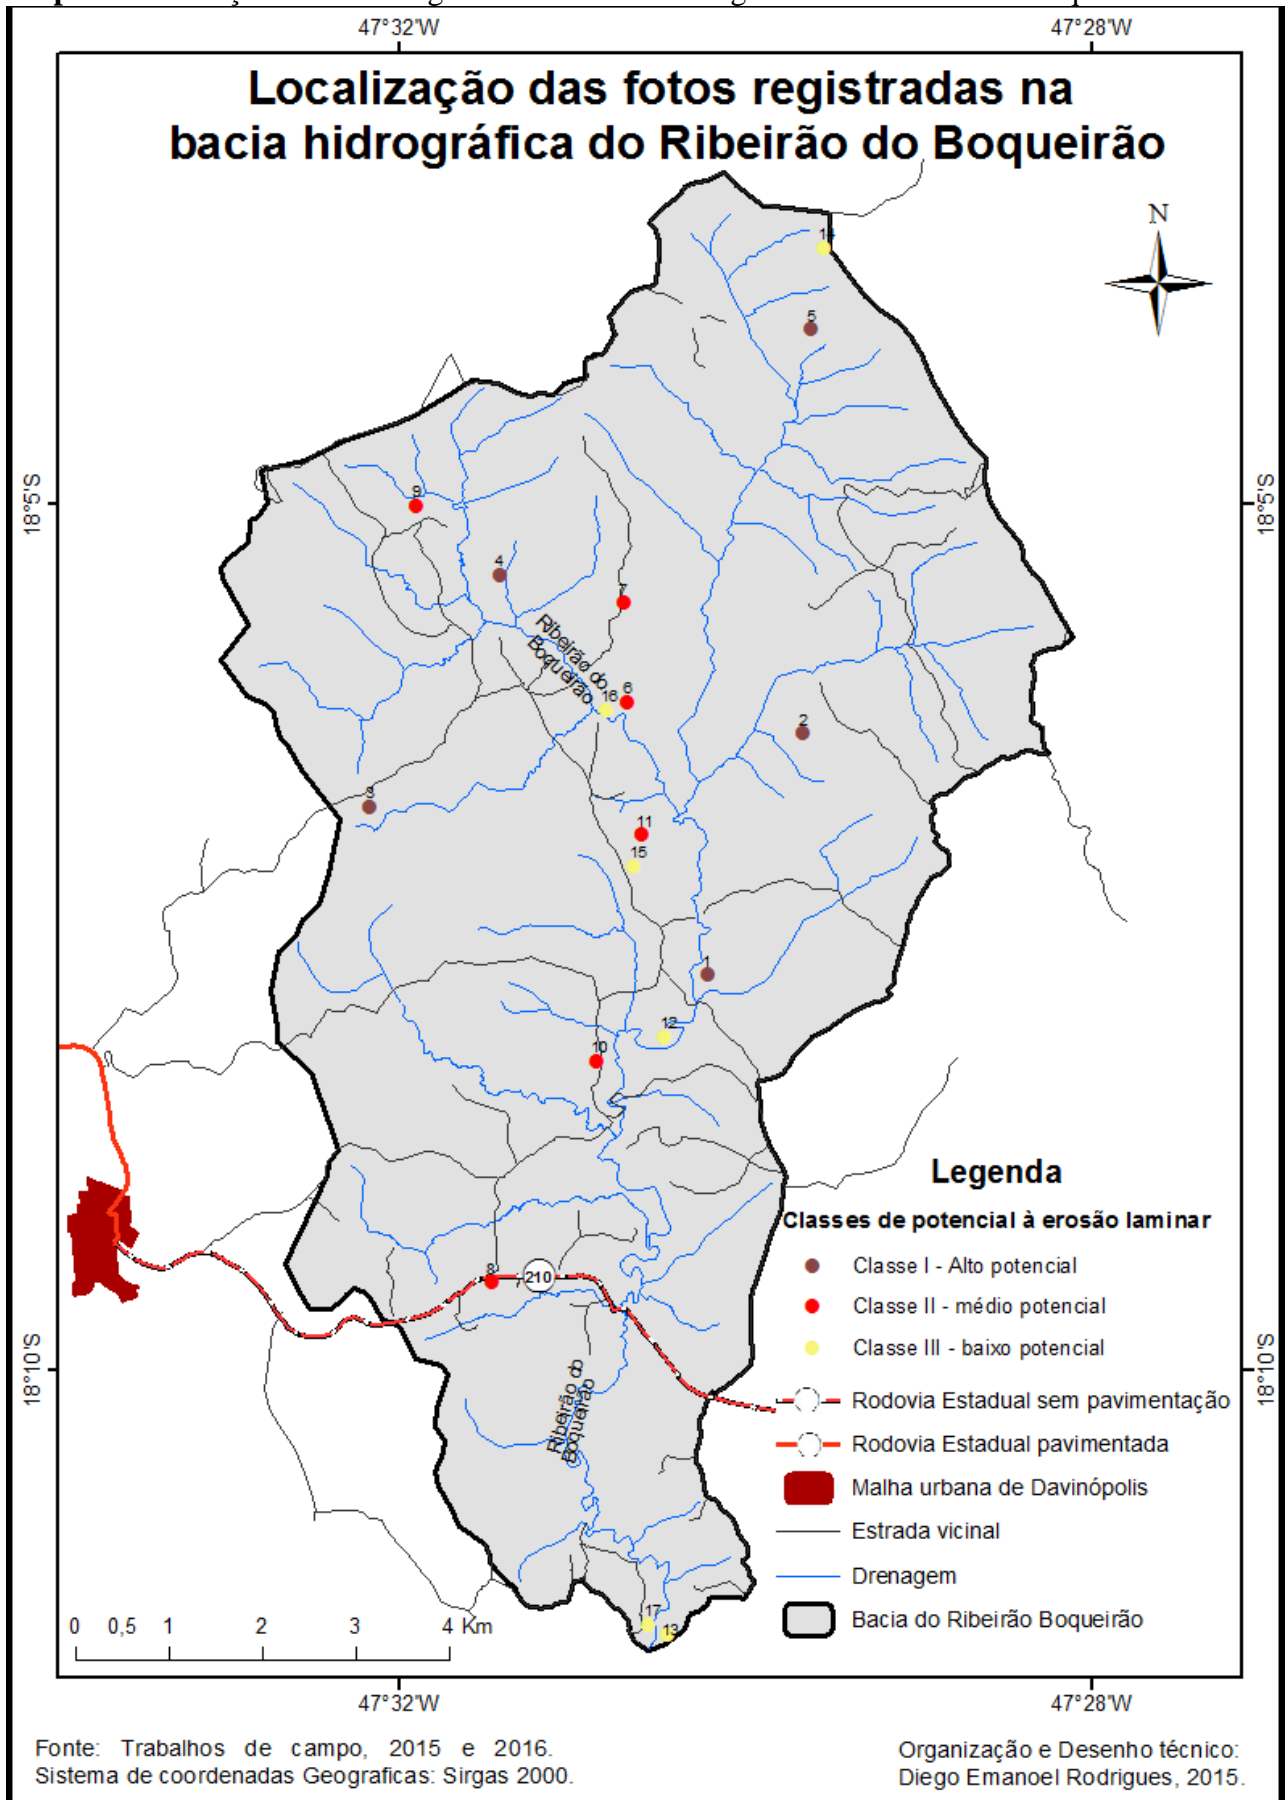 47°32'W 47°28'W
Localização das fotos registradas na
bacia hidrográfica do Ribeirão do Boqueirão
N
14
5
18°5'S 18°5'S
9
4
7
Ribeirão do
Boqueirão
16 6
2
3
11
15
1
12
10
8 210
18°10'S 18°10'S
Ribeirão do
Boqueirão
17
13
Legenda
Classes de potencial à erosão laminar
Classe I - Alto potencial
Classe II - médio potencial
Classe III - baixo potencial
Rodovia Estadual sem pavimentação
Rodovia Estadual pavimentada
Malha urbana de Davinópolis
Estrada vicinal
Drenagem
Bacia do Ribeirão Boqueirão
0 0,5 1 2 3 4 Km
47°32'W 47°28'W
Fonte: Trabalhos de campo, 2015 e 2016.
Sistema de coordenadas Geograficas: Sirgas 2000.
Organização e Desenho técnico:
Diego Emanoel Rodrigues, 2015.